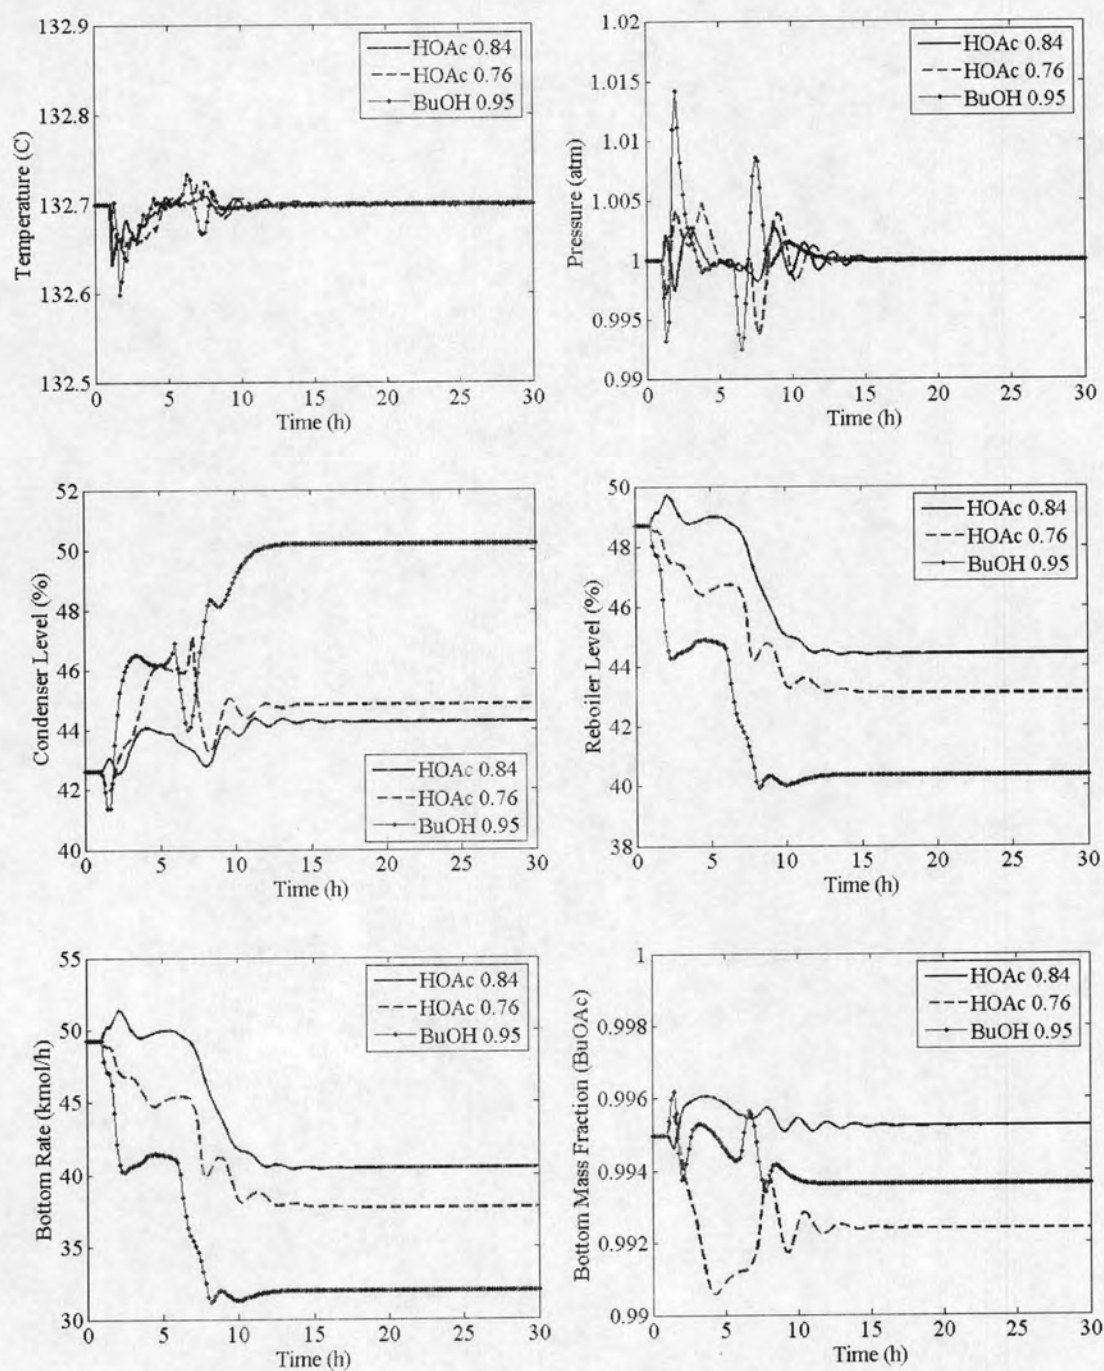 132.9
132.8
132.7
132.6
132.5
Temperature (C)
HOAc 0.84
HOAc 0.76
BuOH 0.95
0 5 10 15 20 25 30
Time (h)
1.02
1.015
1.01
1.005
1
0.995
0.99
Pressure (atm)
HOAc 0.84
HOAc 0.76
BuOH 0.95
0 5 10 15 20 25 30
Time (h)
52
50
48
46
44
42
40
Condenser Level (%)
HOAc 0.84
HOAc 0.76
BuOH 0.95
0 5 10 15 20 25 30
Time (h)
50
48
46
44
42
40
38
Reboiler Level (%)
HOAc 0.84
HOAc 0.76
BuOH 0.95
0 5 10 15 20 25 30
Time (h)
55
50
45
40
35
30
Bottom Rate (kmol/h)
HOAc 0.84
HOAc 0.76
BuOH 0.95
0 5 10 15 20 25 30
Time (h)
1
0.998
0.996
0.994
0.992
0.99
Bottom Mass Fraction (BuOAc)
HOAc 0.84
HOAc 0.76
BuOH 0.95
0 5 10 15 20 25 30
Time (h)